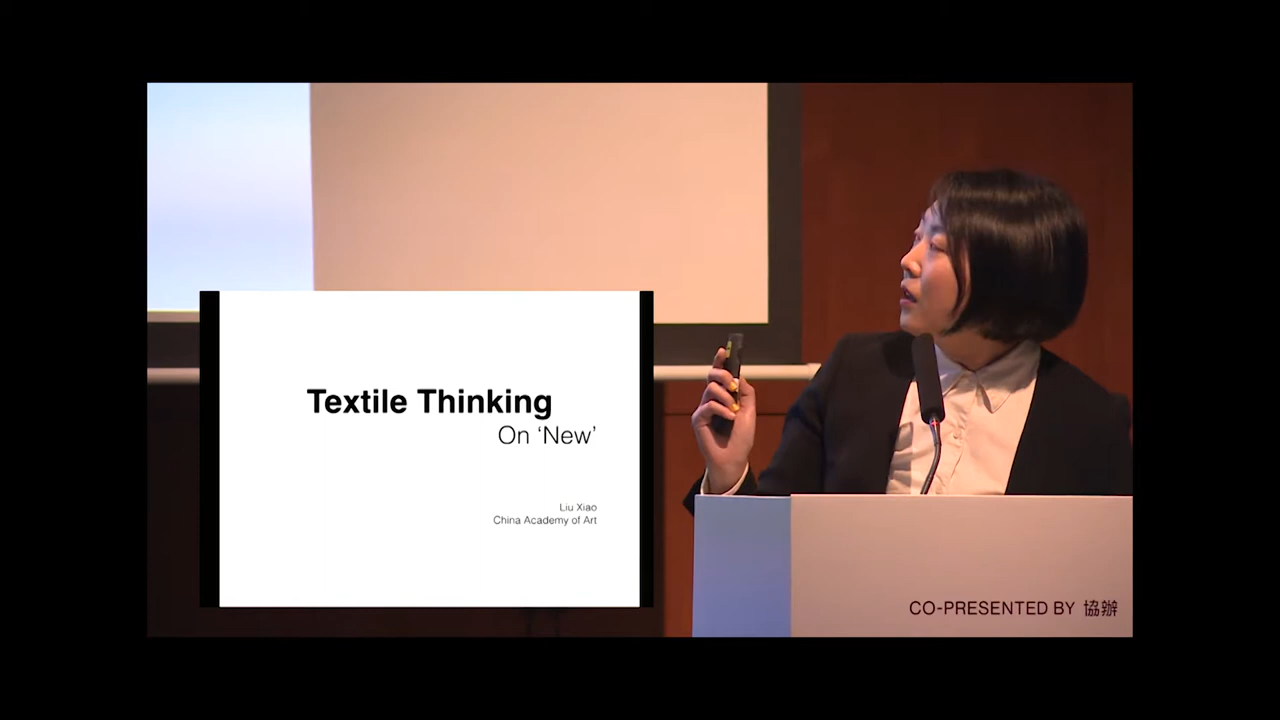 Textile Thinking
On ‘New’
Liu Xiao
China Academy of Art
CO-PRESENTED BY 協辦